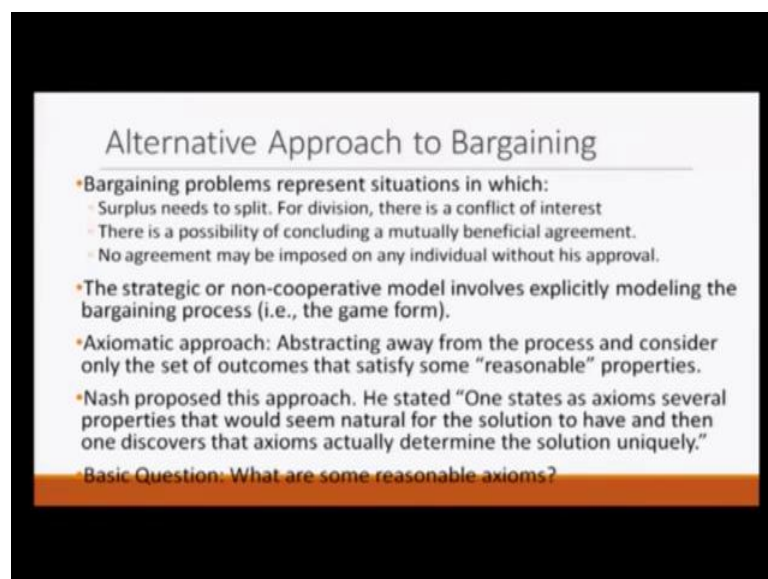 Alternative Approach to Bargaining
•Bargaining problems represent situations in which:
Surplus needs to split. For division, there is a conflict of interest
There is a possibility of concluding a mutually beneficial agreement.
No agreement may be imposed on any individual without his approval.
•The strategic or non-cooperative model involves explicitly modeling the
bargaining process (i.e., the game form).
•Axiomatic approach: Abstracting away from the process and consider
only the set of outcomes that satisfy some “reasonable” properties.
•Nash proposed this approach. He stated “One states as axioms several
properties that would seem natural for the solution to have and then
one discovers that axioms actually determine the solution uniquely.”
•Basic Question: What are some reasonable axioms?